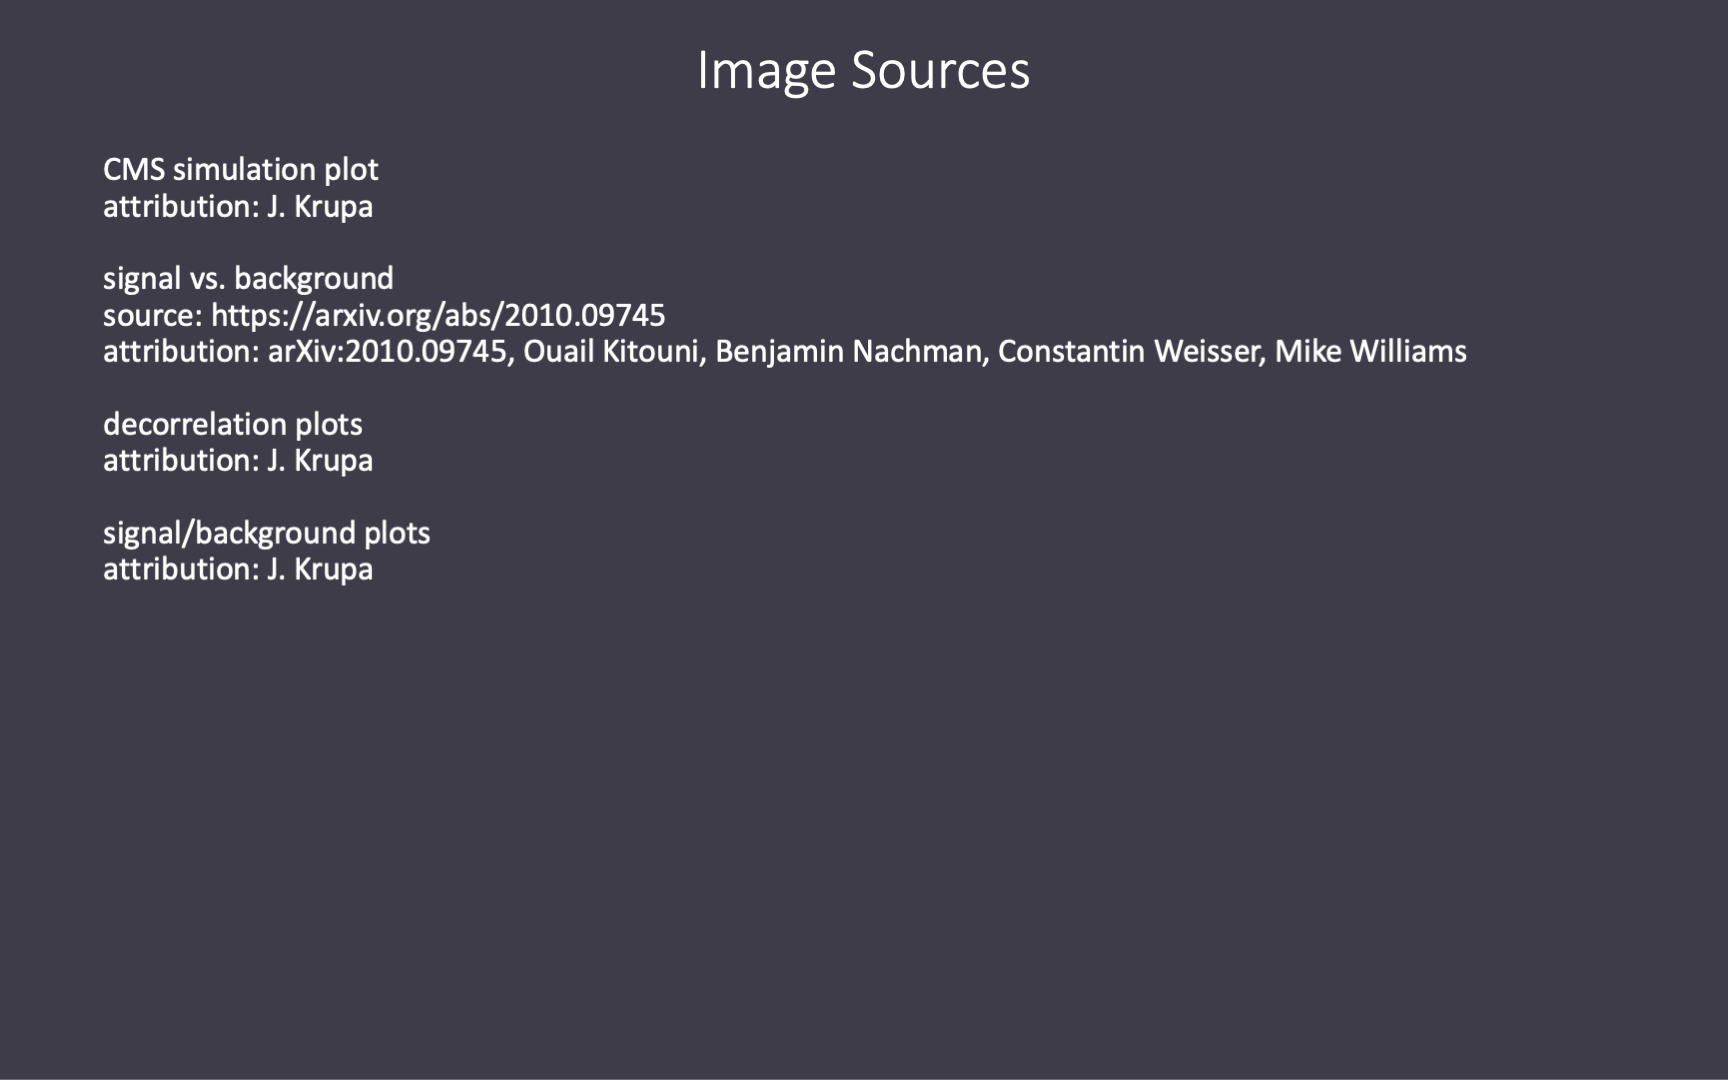 Image Sources
CMS simulation plot
attribution: J. Krupa
signal vs. background
source: https://arxiv.org/abs/2010.09745
attribution: arXiv:2010.09745, Ouail Kitouni, Benjamin Nachman, Constantin Weisser, Mike Williams
decorrelation plots
attribution: J. Krupa
signal/background plots
attribution: J. Krupa